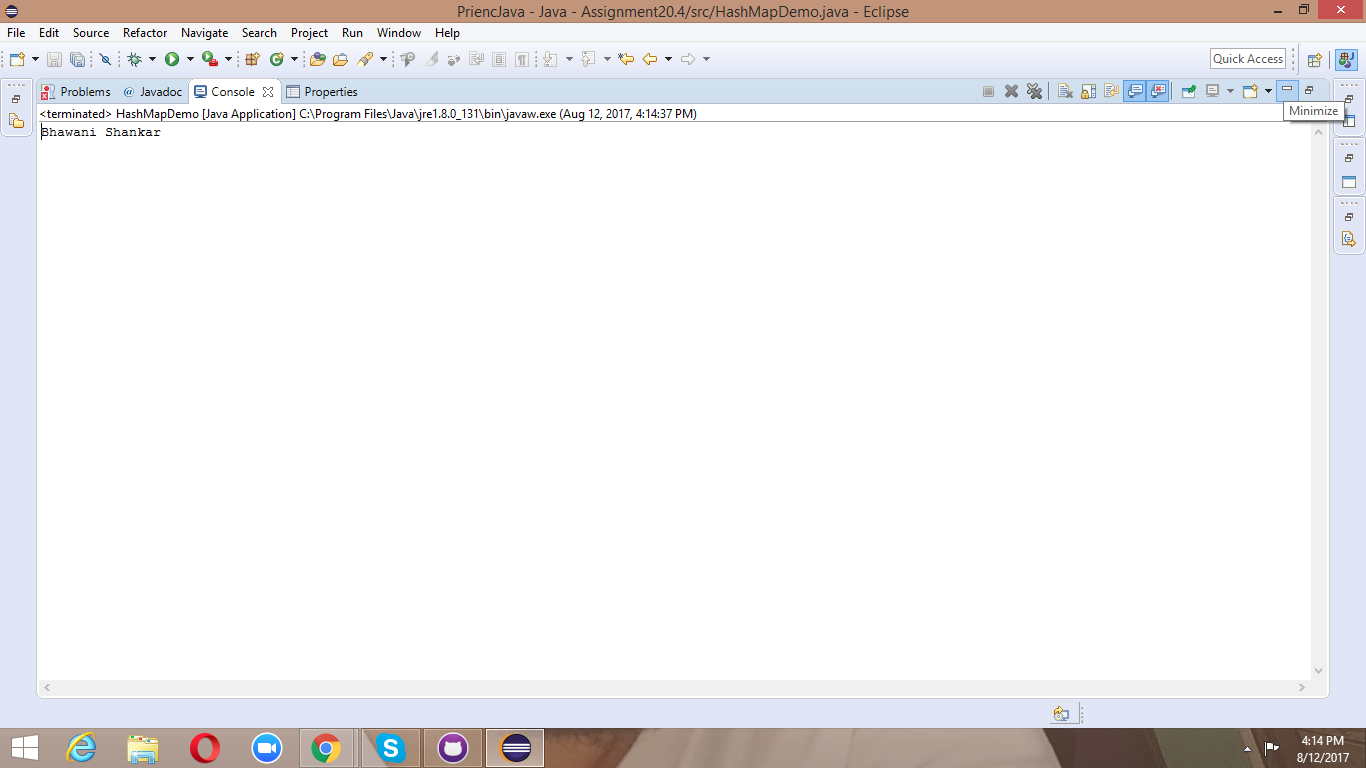 PriencJava - Java - Assignment20.4/src/HashMapDemo.java - Eclipse
File Edit Source Refactor Navigate Search Project Run Window Help
Quick Access
Problems @ Javadoc Console Properties
<terminated> HashMapDemo [Java Application] C:\Program Files\Java\jre1.8.0_131\bin\javaw.exe (Aug 12, 2017, 4:14:37 PM)
Minimize
Bhawani Shankar
4:14 PM
8/12/2017